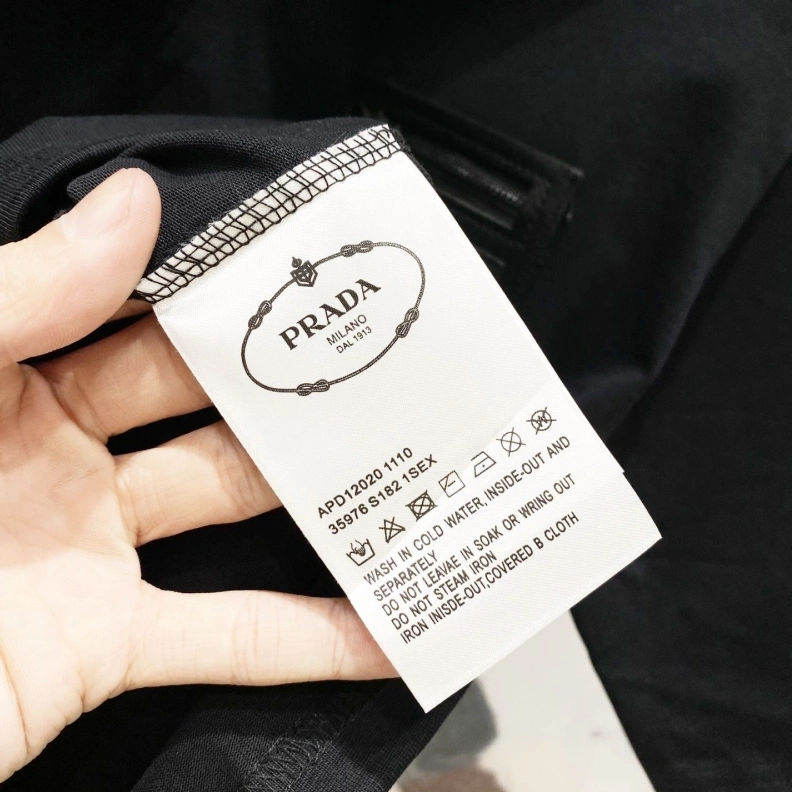 PRADA
MILANO
DAL 1913
APD12020 1110
35976 S182 1SEX
WASH IN COLD WATER,INSIDE-OUT AND
SEPARATELY
DO NOT LEAVAE IN SOAK OR WRING OUT
DO NOT STEAM IRON
IRON INISDE-OUT.COVERED B CLOTH